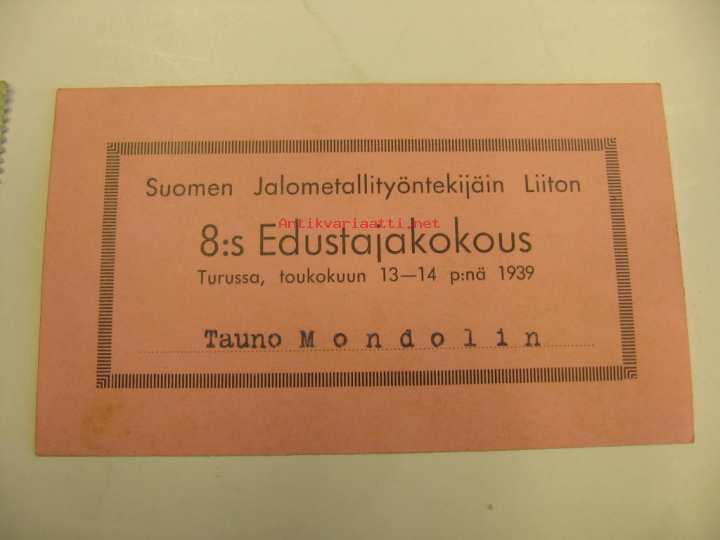 Suomen Jalometallityöntekijäin Liiton
Antikvariaatti.net
8:s Edustajakokous
Turussa, toukokuun 13—14 p:nä 1939
Tauno Mondolin